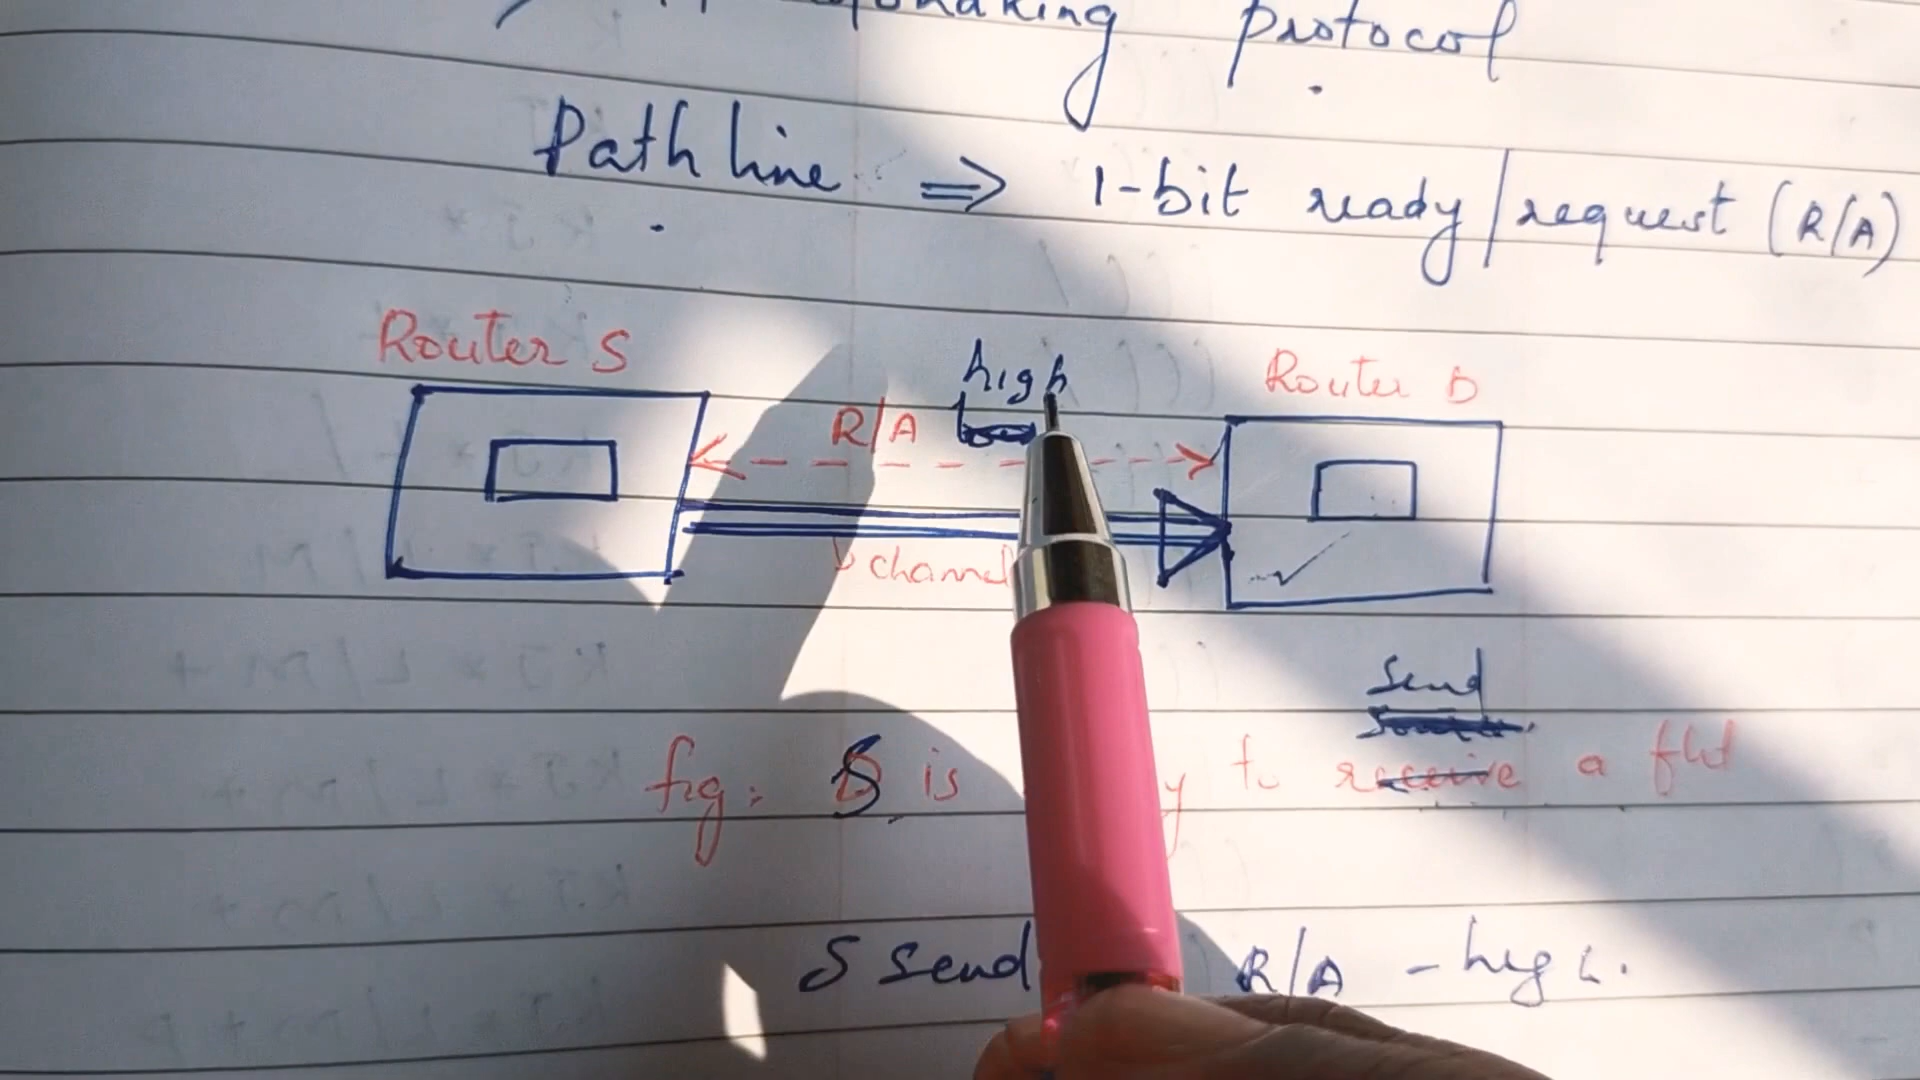 protocol
Path line ⇒ 1-bit ready/request (R/A)
Router S
high
Router D
R/A
channel
send
fig: S is to a flit
S send R/A - high.